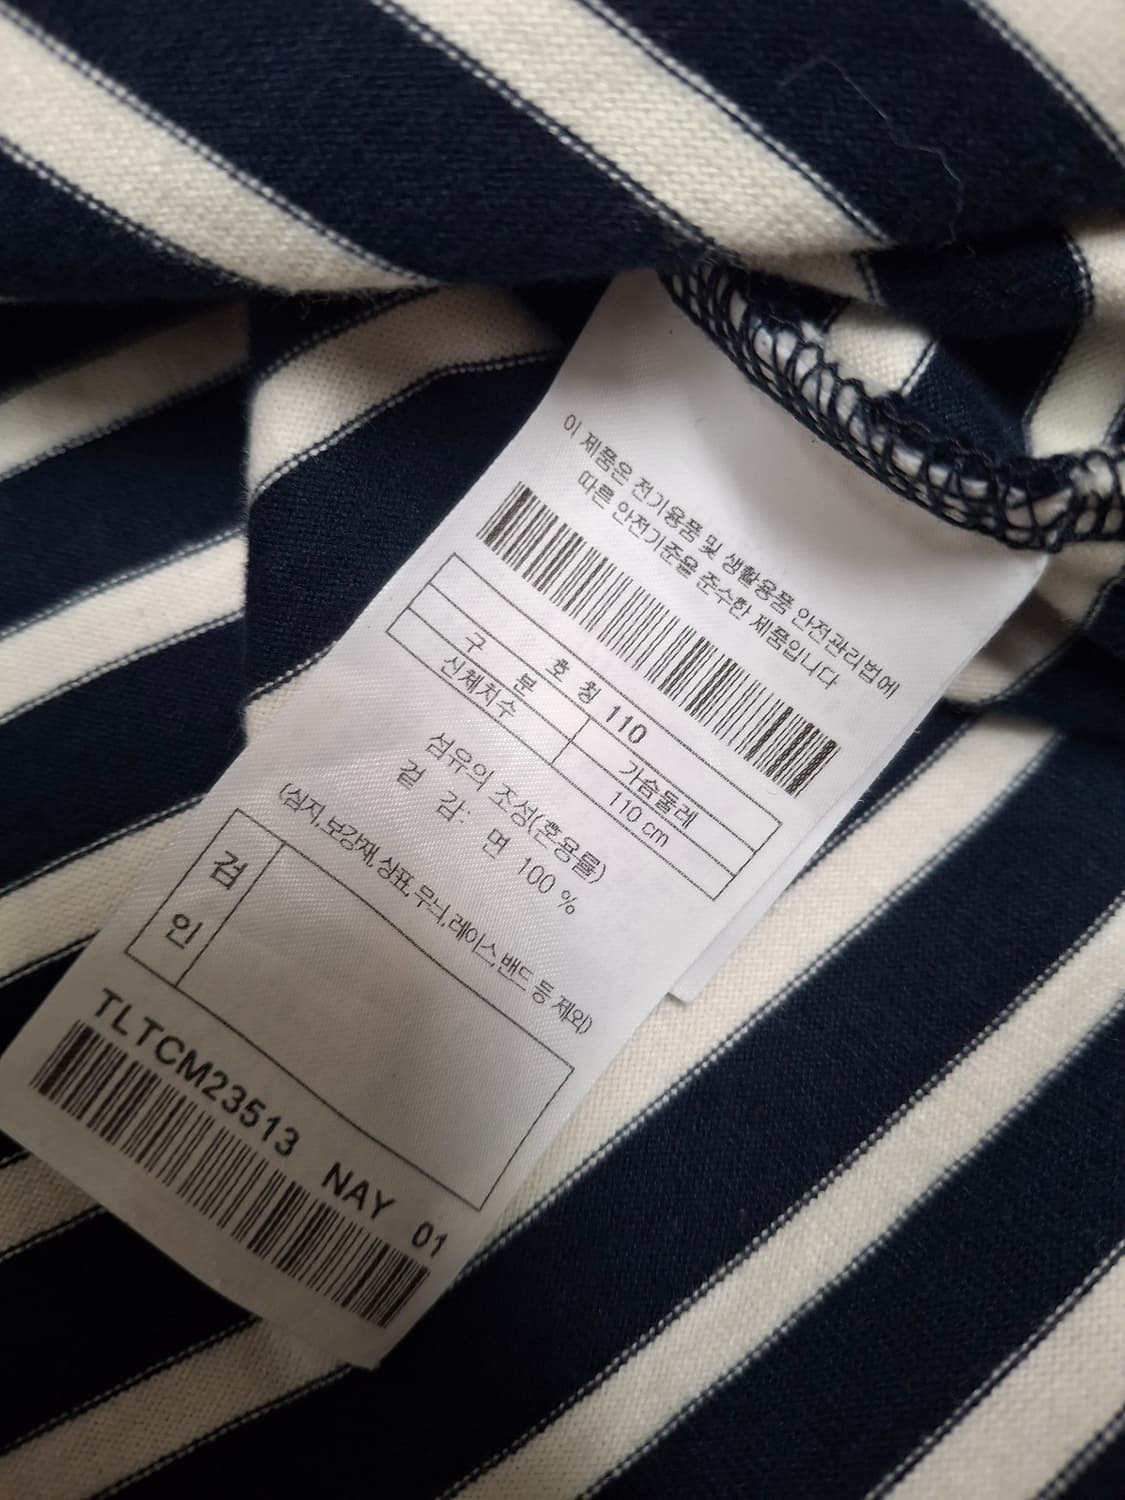 이 제품은 전기용품 및 생활용품 안전관리법에
따른 안전기준을 준수한 제품입니다
호 칭 110
구 분 가슴둘레
신체치수 110 cm
섬유의 조성(혼용률)
겉 감: 면 100 %
(심지, 보강재, 상표, 무늬, 레이스, 밴드 등 제외)
검
인
TLTCM23513 NAY 01